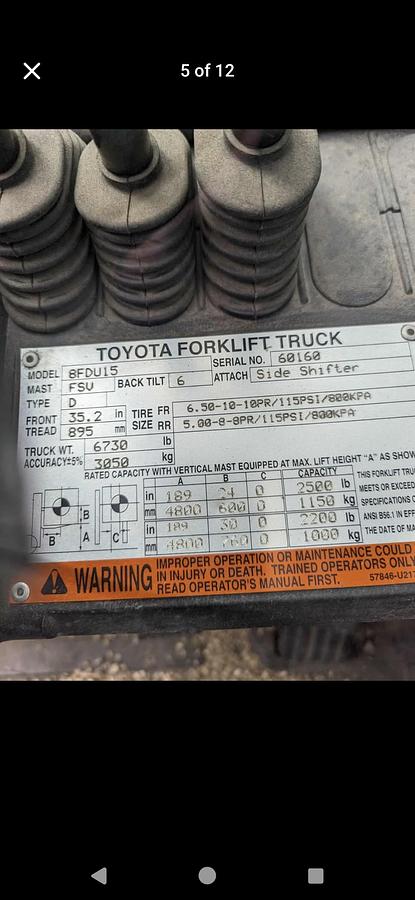 5 of 12
TOYOTA FORKLIFT TRUCK
MODEL 8FDU15 SERIAL NO. 60160
MAST FSV BACK TILT 6 ATTACH Side Shifter
TYPE D
FRONT TREAD 35.2 in 895 mm
TIRE SIZE FR 6.50-10-10PR/115PSI/800KPA
RR 5.00-8-8PR/115PSI/800KPA
TRUCK WT. 6730 lb
ACCURACY±5% 3050 kg
RATED CAPACITY WITH VERTICAL MAST EQUIPPED AT MAX. LIFT HEIGHT "A" AS SHOW
A B C CAPACITY
in 189 24 0 2500 lb
mm 4800 600 0 1150 kg
in 189 30 0 2200 lb
mm 4800 760 0 1000 kg
B
A
B C
THIS FORKLIFT TRUC
MEETS OR EXCEED
SPECIFICATIONS O
ANSI B56.1 IN EFF
THE DATE OF MA
WARNING
IMPROPER OPERATION OR MAINTENANCE COULD
IN INJURY OR DEATH. TRAINED OPERATORS ONLY
READ OPERATOR'S MANUAL FIRST.
57846-U21